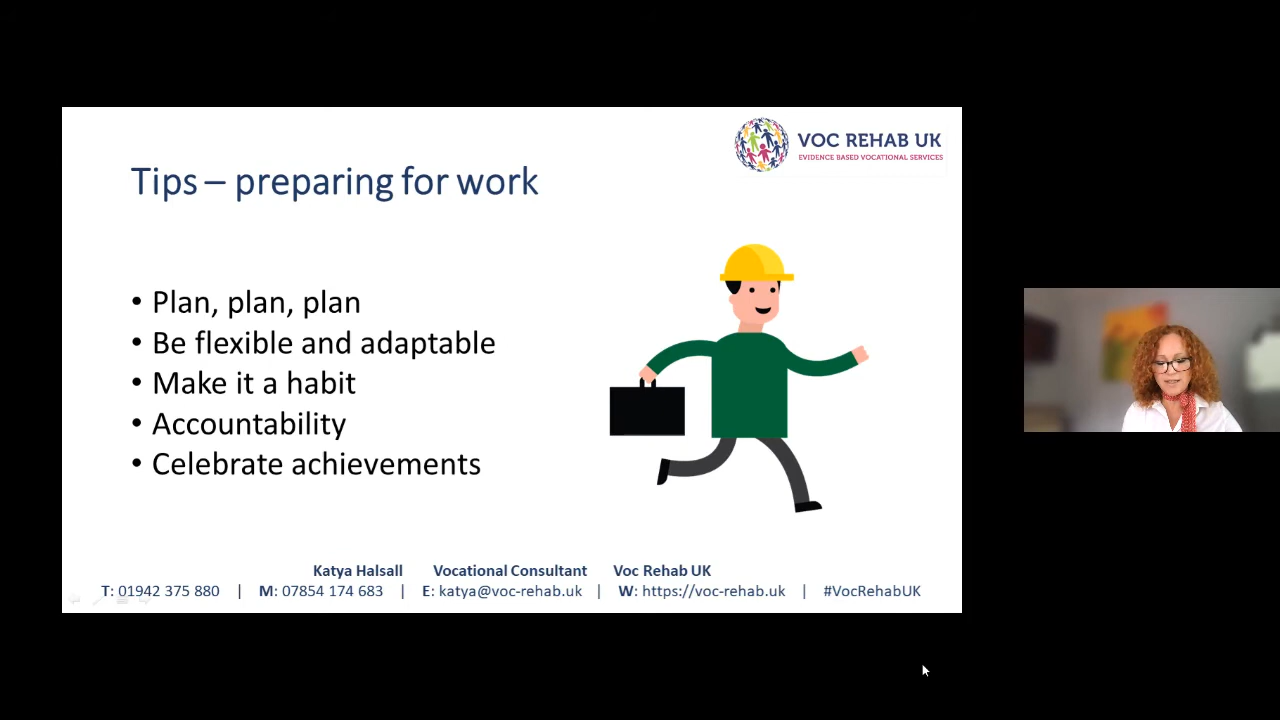 VOC REHAB UK
EVIDENCE BASED VOCATIONAL SERVICES
Tips – preparing for work
• Plan, plan, plan
• Be flexible and adaptable
• Make it a habit
• Accountability
• Celebrate achievements
Katya Halsall Vocational Consultant Voc Rehab UK
T: 01942 375 880 | M: 07854 174 683 | E: katya@voc-rehab.uk | W: https://voc-rehab.uk | #VocRehabUK